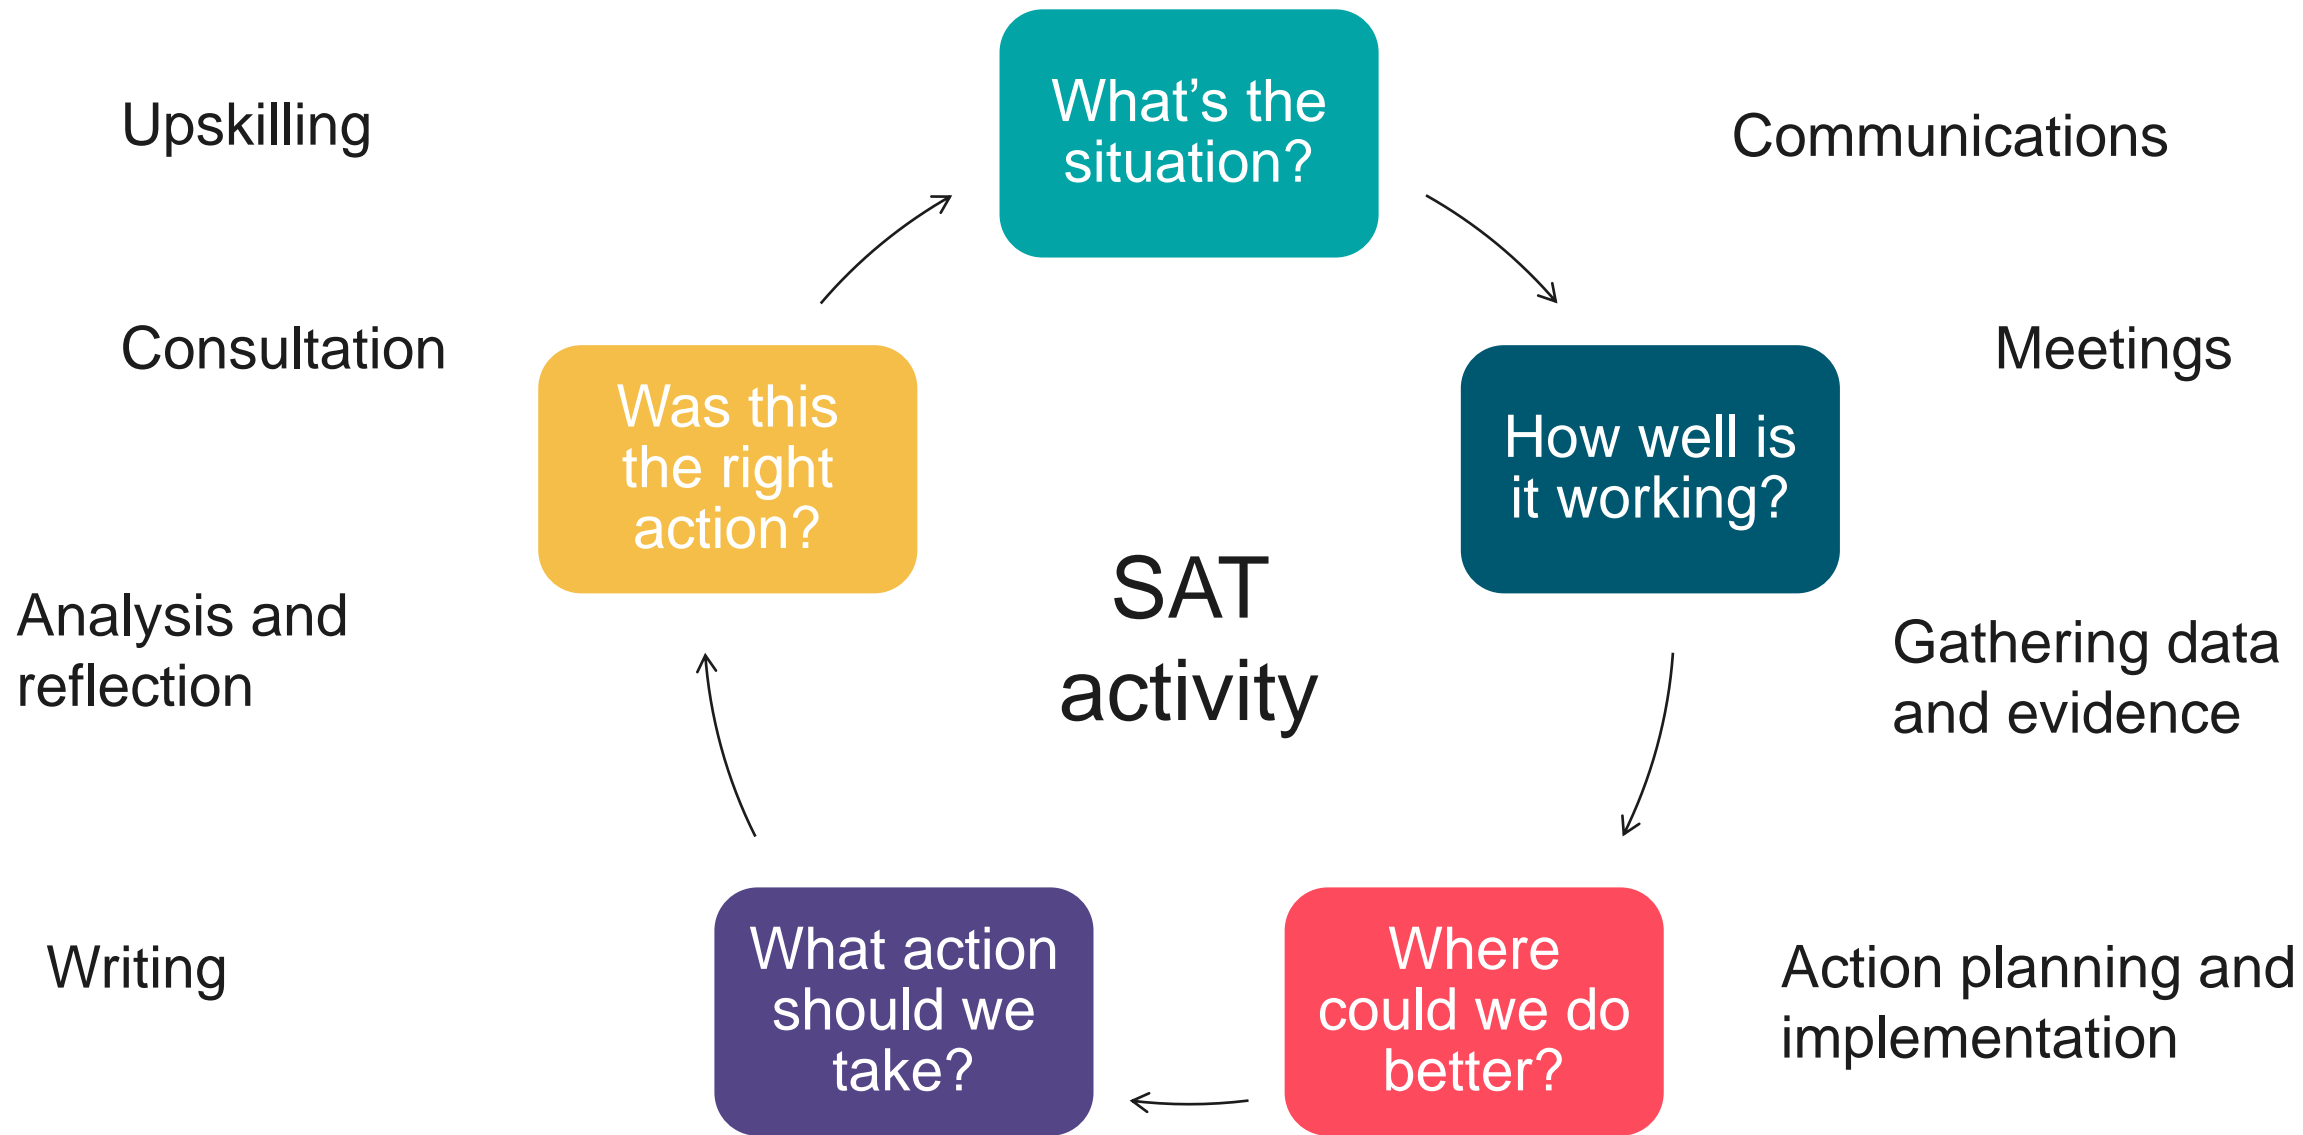 What's the
situation?
Upskilling
Communications
Consultation
Meetings
Was this
the right
action?
How well is
it working?
SAT
activity
Analysis and
reflection
Gathering data
and evidence
Writing
What action
should we
take?
Where
could we do
better?
Action planning and
implementation